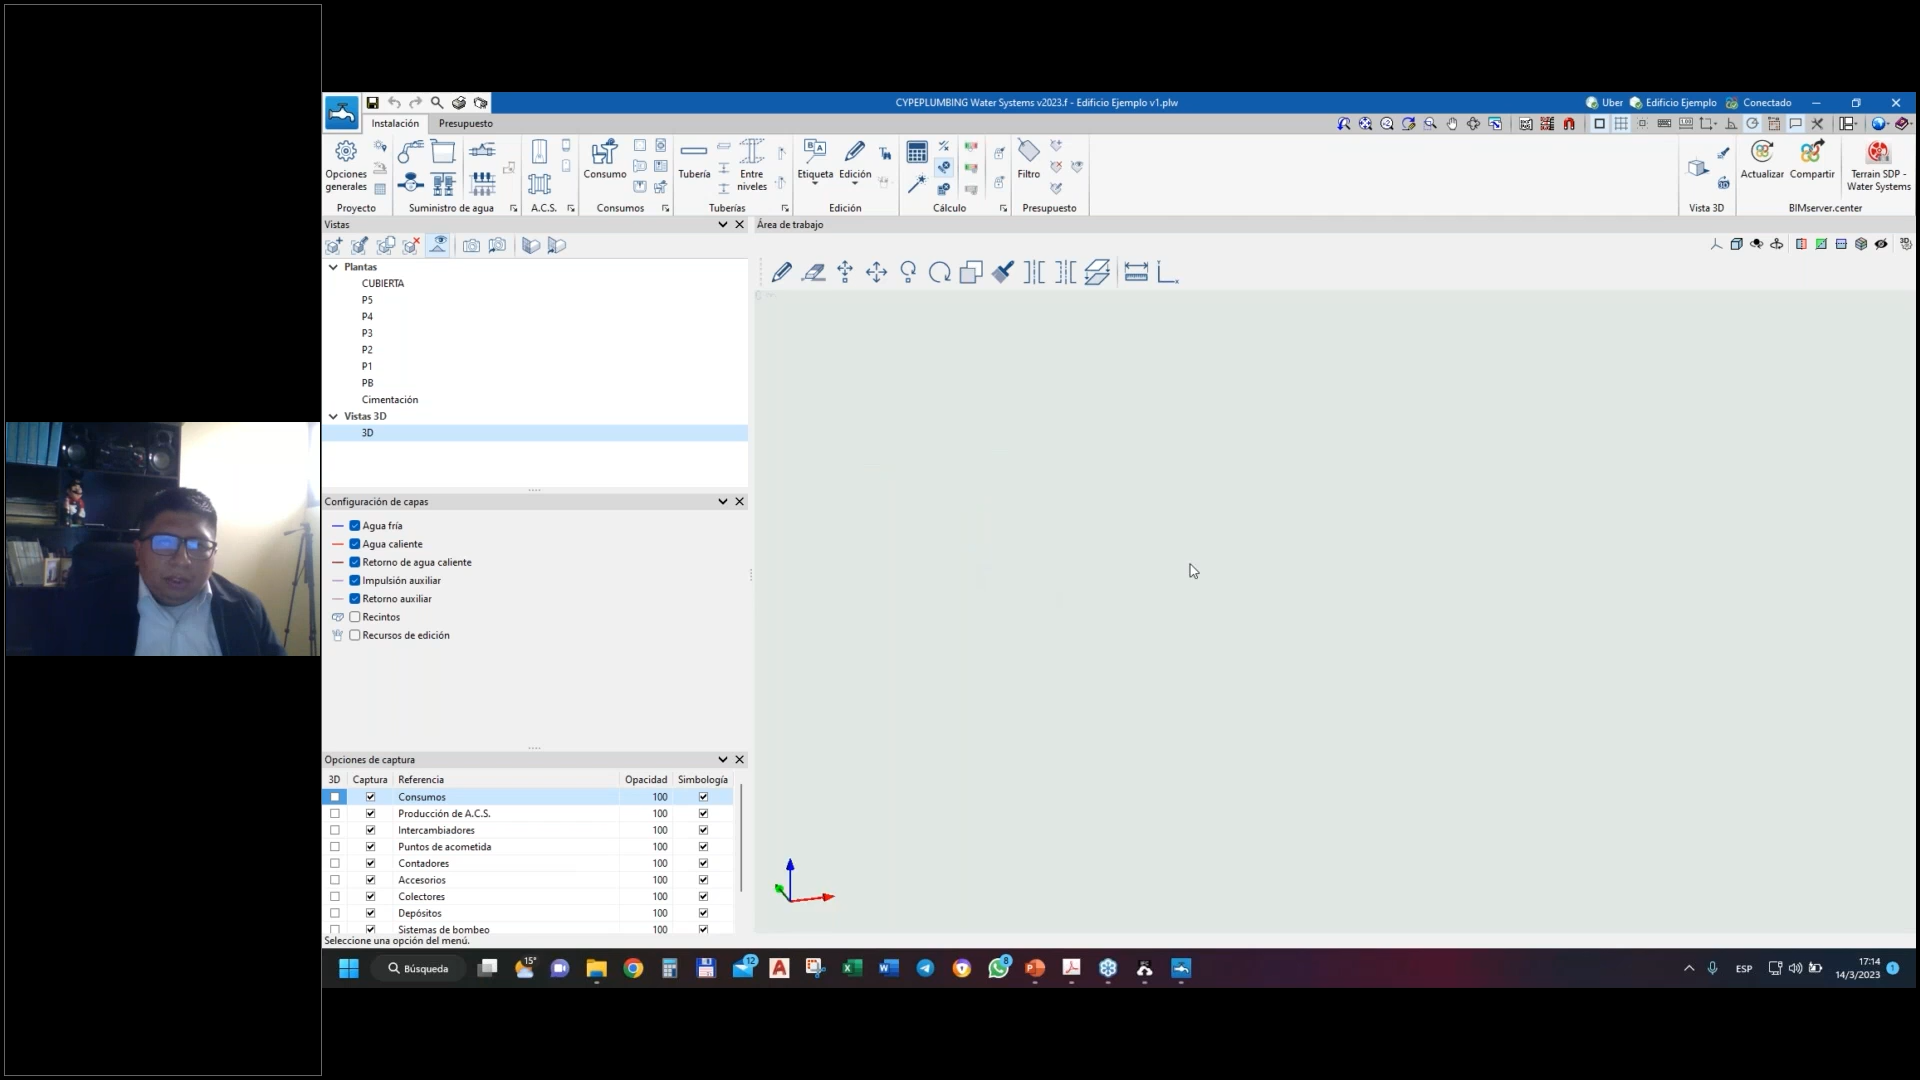 CYPEPLUMBING Water Systems v2023.f - Edificio Ejemplo v1.plw
Uber
Edificio Ejemplo
Conectado
Instalación
Presupuesto
Opciones generales
Consumo
Tubería
Entre niveles
Etiqueta
Edición
Filtro
Actualizar
Compartir
Terrain SDP - Water Systems
Proyecto
Suministro de agua
A.C.S.
Consumos
Tuberías
Edición
Cálculo
Presupuesto
Vista 3D
BIMserver.center
Vistas
Área de trabajo
Plantas
CUBIERTA
P5
P4
P3
P2
P1
PB
Cimentación
Vistas 3D
3D
Configuración de capas
Agua fría
Agua caliente
Retorno de agua caliente
Impulsión auxiliar
Retorno auxiliar
Recintos
Recursos de edición
Opciones de captura
3D Captura Referencia Opacidad Simbología
Consumos 100
Producción de A.C.S. 100
Intercambiadores 100
Puntos de acometida 100
Contadores 100
Accesorios 100
Colectores 100
Depósitos 100
Sistemas de bombeo 100
Seleccione una opción del menú.
Búsqueda
15°
12
8
ESP
17:14
14/3/2023
1